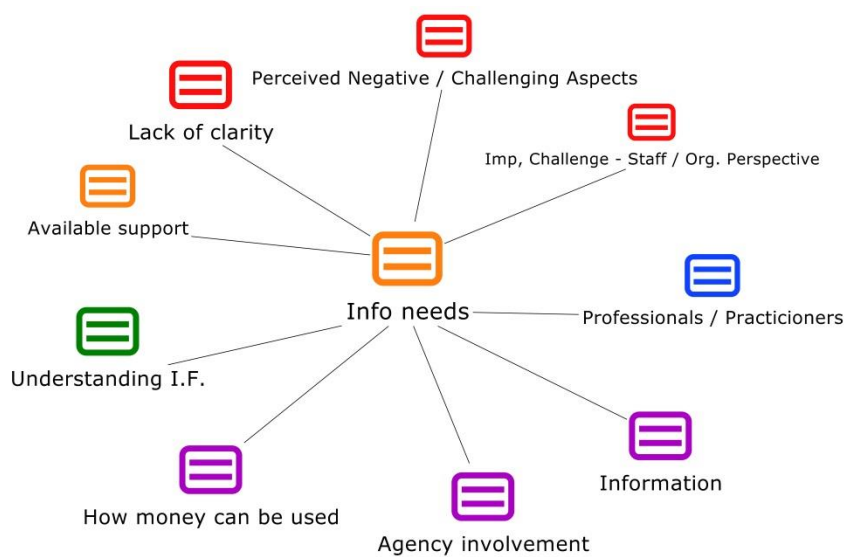 Perceived Negative / Challenging Aspects
Lack of clarity
Imp, Challenge - Staff / Org. Perspective
Available support
Info needs
Professionals / Practicioners
Understanding I.F.
Information
How money can be used
Agency involvement